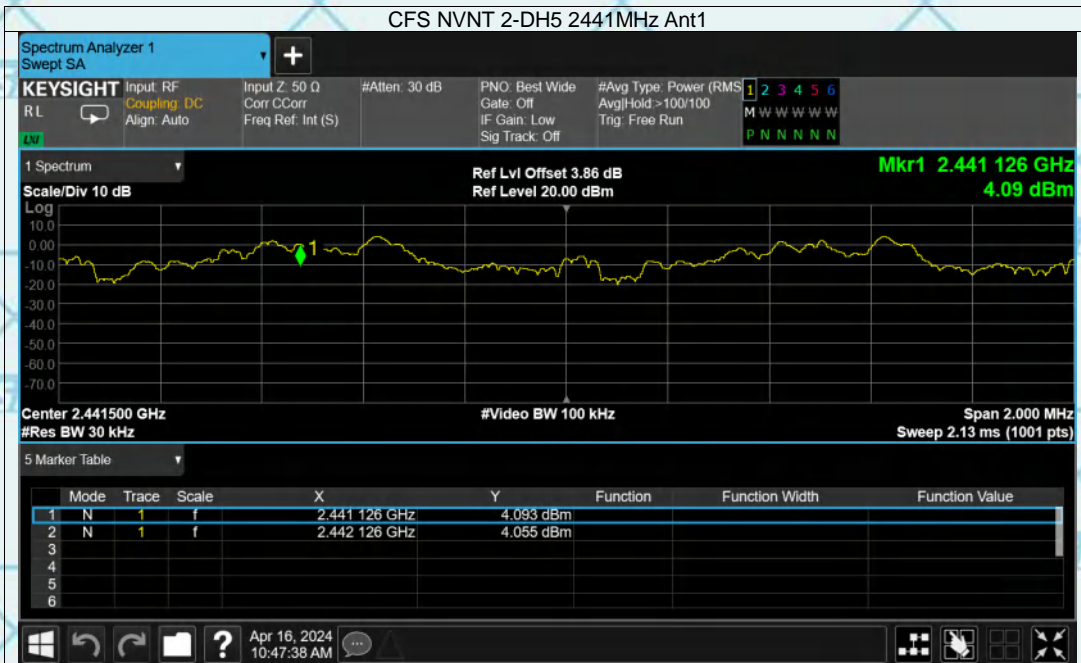 CFS NVNT 2-DH5 2441MHz Ant1
Spectrum Analyzer 1
Swept SA
+
KEYSIGHT
RL
LXI
Input: RF
Coupling: DC
Align: Auto
Input Z: 50 Ω
Corr CCorr
Freq Ref: Int (S)
#Atten: 30 dB
PNO: Best Wide
Gate: Off
IF Gain: Low
Sig Track: Off
#Avg Type: Power (RMS
Avg|Hold:>100/100
Trig: Free Run
1 2 3 4 5 6
M W W W W W
P N N N N N
1 Spectrum
Scale/Div 10 dB
Ref Lvl Offset 3.86 dB
Ref Level 20.00 dBm
Mkr1 2.441 126 GHz
4.09 dBm
Log
10.0
0.00
-10.0
-20.0
-30.0
-40.0
-50.0
-60.0
-70.0
1
Center 2.441500 GHz
#Res BW 30 kHz
#Video BW 100 kHz
Span 2.000 MHz
Sweep 2.13 ms (1001 pts)
5 Marker Table
Mode Trace Scale X Y Function Function Width Function Value
1 N 1 f 2.441 126 GHz 4.093 dBm
2 N 1 f 2.442 126 GHz 4.055 dBm
3
4
5
6
?
Apr 16, 2024
10:47:38 AM